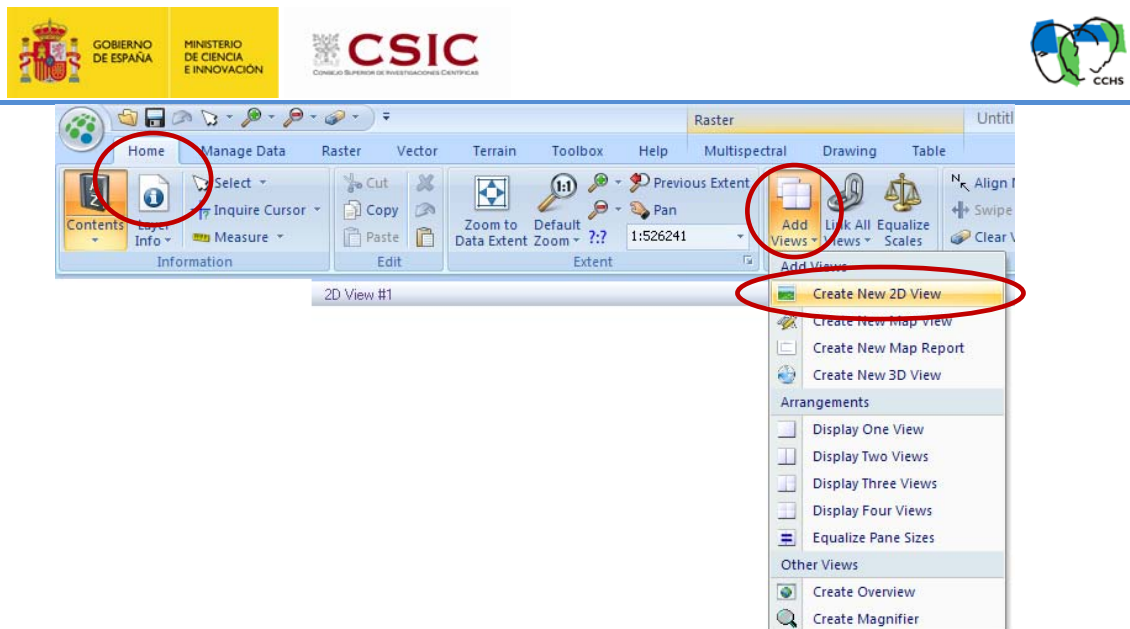 GOBIERNO
DE ESPAÑA
MINISTERIO
DE CIENCIA
E INNOVACIÓN
CSIC
CONSEJO SUPERIOR DE INVESTIGACIONES CIENTÍFICAS
CCHS
Raster
Untitl
Home Manage Data Raster Vector Terrain Toolbox Help Multispectral Drawing Table
Contents
Layer
Info
Select
Inquire Cursor
Measure
Information
Cut
Copy
Paste
Edit
Zoom to
Data Extent
1:1
Default
Zoom
?:?
Previous Extent
Pan
1:526241
Extent
Add
Views
Link All
Views
Equalize
Scales
Align
Swipe
Clear
2D View #1
Add Views
Create New 2D View
Create New Map View
Create New Map Report
Create New 3D View
Arrangements
Display One View
Display Two Views
Display Three Views
Display Four Views
Equalize Pane Sizes
Other Views
Create Overview
Create Magnifier